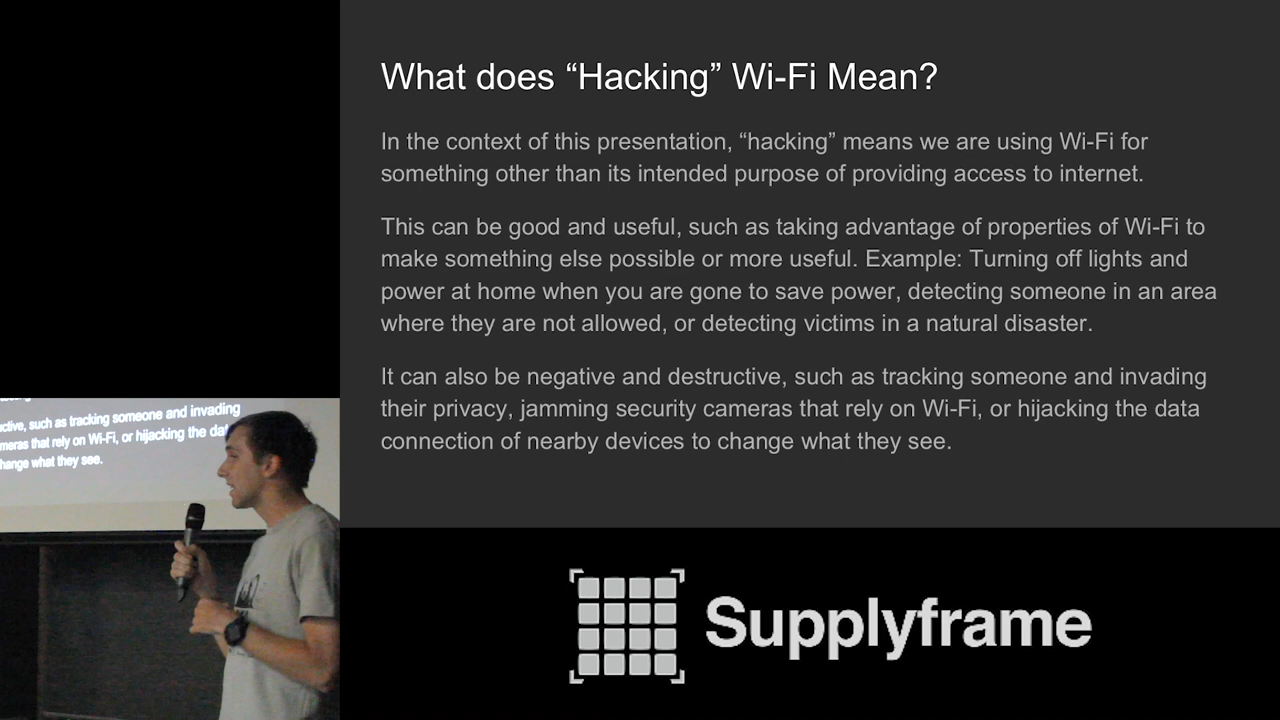 What does “Hacking” Wi-Fi Mean?
In the context of this presentation, “hacking” means we are using Wi-Fi for
something other than its intended purpose of providing access to internet.
This can be good and useful, such as taking advantage of properties of Wi-Fi to
make something else possible or more useful. Example: Turning off lights and
power at home when you are gone to save power, detecting someone in an area
where they are not allowed, or detecting victims in a natural disaster.
It can also be negative and destructive, such as tracking someone and invading
their privacy, jamming security cameras that rely on Wi-Fi, or hijacking the data
connection of nearby devices to change what they see.
such as tracking someone and invading
that rely on Wi-Fi, or hijacking the
what they see.
Supplyframe